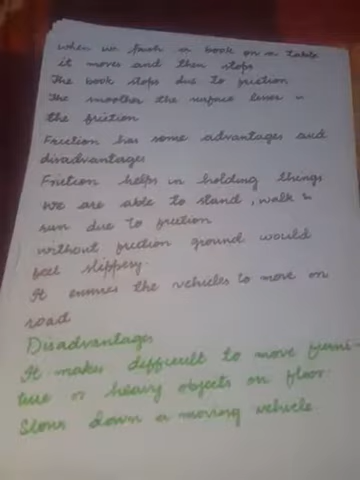 when we push a book on a table
it moves and then stops
The book stops due to friction
The smoother the surface lesser is
the friction
Friction has some advantages and
disadvantages
Friction helps in holding things
We are able to stand, walk &
run due to friction
without friction ground would
feel slippery.
It ensures the vehicles to move on
road
Disadvantages
It makes difficult to move furni-
ture or heavy objects on floor.
Slows down a moving vehicle.